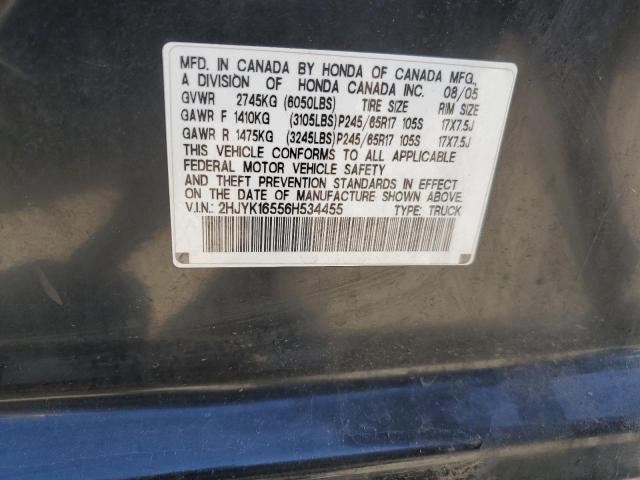 MFD. IN CANADA BY HONDA OF CANADA MFG.
A DIVISION OF HONDA CANADA INC. 08/05
GVWR 2745KG (6050LBS) TIRE SIZE RIM SIZE
GAWR F 1410KG (3105LBS) P245/65R17 105S 17X7.5J
GAWR R 1475KG (3245LBS) P245/65R17 105S 17X7.5J
THIS VEHICLE CONFORMS TO ALL APPLICABLE
FEDERAL MOTOR VEHICLE SAFETY
AND THEFT PREVENTION STANDARDS IN EFFECT
ON THE DATE OF MANUFACTURE SHOWN ABOVE.
V.I.N.: 2HJYK16556H534455 TYPE: TRUCK